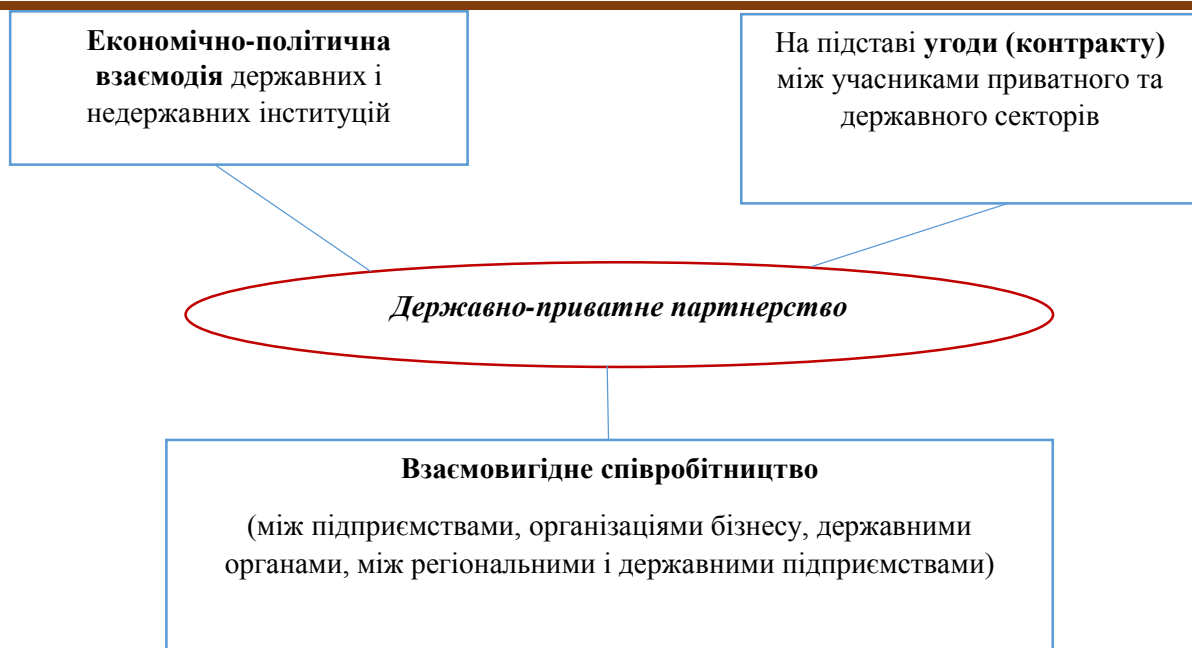 Економічно-політична
взаємодія державних і
недержавних інституцій
На підставі угоди (контракту)
між учасниками приватного та
державного секторів
Державно-приватне партнерство
Взаємовигідне співробітництво
(між підприємствами, організаціями бізнесу, державними
органами, між регіональними і державними підприємствами)